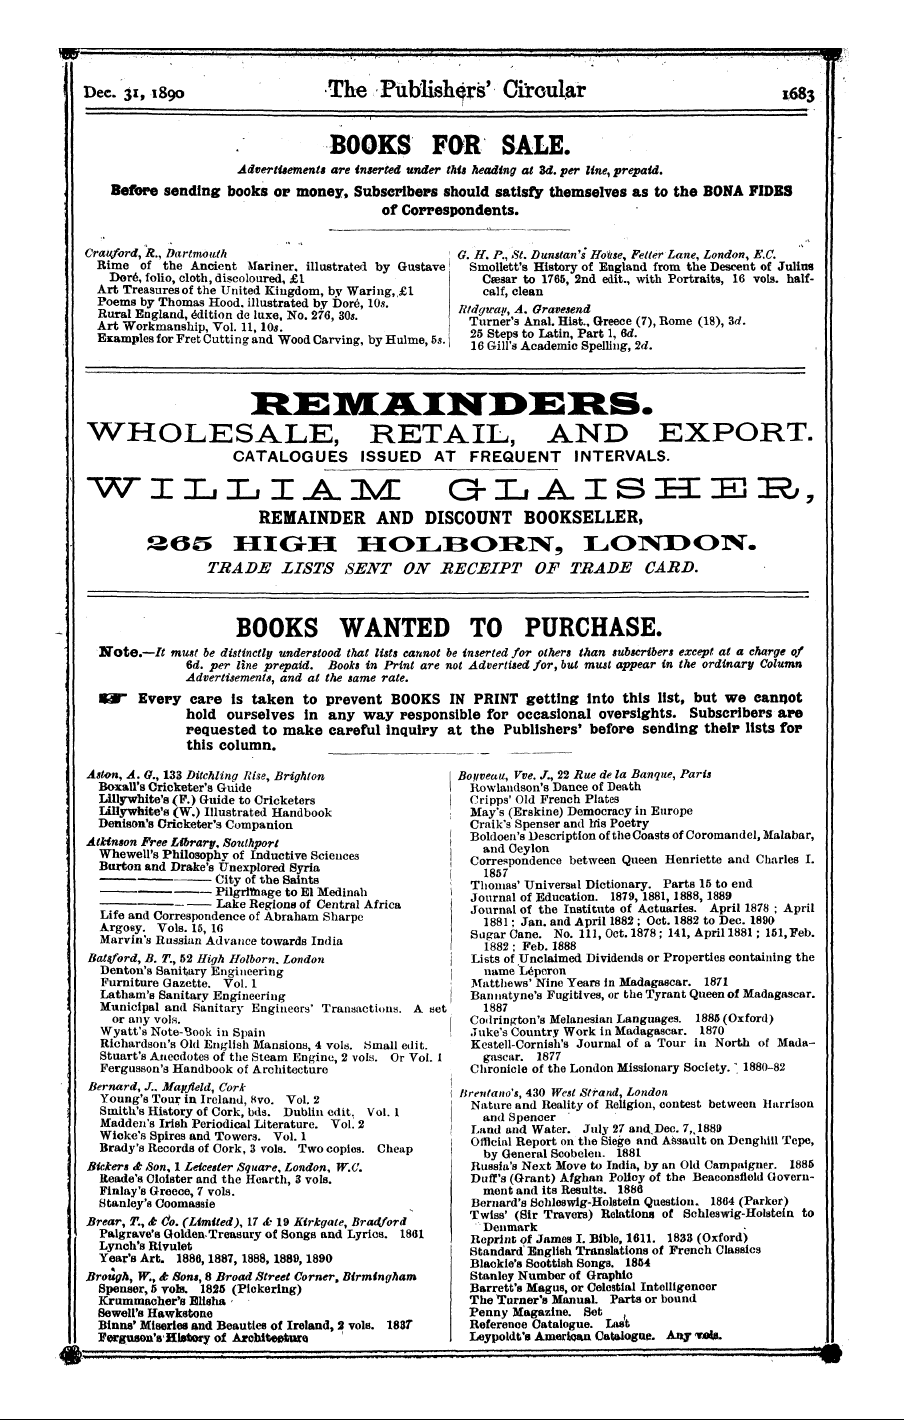 Dec. 31, 1890 The Publishers' Circular 1683
BOOKS FOR SALE.
Advertisements are inserted under this heading at 3d. per line, prepaid.
Before sending books or money, Subscribers should satisfy themselves as to the BONA FIDES
of Correspondents.
Crauford, R., Dartmouth
Rime of the Ancient Mariner, illustrated by Gustave
Doré, folio, cloth, discoloured, £1
Art Treasures of the United Kingdom, by Waring, £1
Poems by Thomas Hood, illustrated by Doré, 10s.
Rural England, édition de luxe, No. 276, 30s.
Art Workmanship, Vol. 11, 10s.
Examples for Fret Cutting and Wood Carving, by Hulme, 5s.
G. H. P., St. Dunstan's House, Fetter Lane, London, E.C.
Smollett's History of England from the Descent of Julius
Cæsar to 1765, 2nd edit., with Portraits, 16 vols. half-
calf, clean
Ridgway, A. Gravesend
Turner's Anal. Hist., Greece (7), Rome (18), 3d.
25 Steps to Latin, Part 1, 6d.
16 Gill's Academic Spelling, 2d.
REMAINDERS.
WHOLESALE, RETAIL, AND EXPORT.
CATALOGUES ISSUED AT FREQUENT INTERVALS.
WILLIAM GLAISHER,
REMAINDER AND DISCOUNT BOOKSELLER,
265 HIGH HOLBORN, LONDON.
TRADE LISTS SENT ON RECEIPT OF TRADE CARD.
BOOKS WANTED TO PURCHASE.
Note.—It must be distinctly understood that lists cannot be inserted for others than subscribers except at a charge of
6d. per line prepaid. Books in Print are not Advertised for, but must appear in the ordinary Column
Advertisements, and at the same rate.
☛ Every care is taken to prevent BOOKS IN PRINT getting into this list, but we cannot
hold ourselves in any way responsible for occasional oversights. Subscribers are
requested to make careful inquiry at the Publishers' before sending their lists for
this column.
Aston, A. G., 133 Ditchling Rise, Brighton
Boxall's Cricketer's Guide
Lillywhite's (F.) Guide to Cricketers
Lillywhite's (W.) Illustrated Handbook
Denison's Cricketer's Companion
Atkinson Free Library, Southport
Whewell's Philosophy of Inductive Sciences
Burton and Drake's Unexplored Syria
———— City of the Saints
———— Pilgrimage to El Medinah
———— Lake Regions of Central Africa
Life and Correspondence of Abraham Sharpe
Argosy. Vols. 15, 16
Marvin's Russian Advance towards India
Batsford, B. T., 52 High Holborn, London
Denton's Sanitary Engineering
Furniture Gazette. Vol. 1
Latham's Sanitary Engineering
Municipal and Sanitary Engineers' Transactions. A set
or any vols.
Wyatt's Note-Book in Spain
Richardson's Old English Mansions, 4 vols. Small edit.
Stuart's Anecdotes of the Steam Engine, 2 vols. Or Vol. 1
Fergusson's Handbook of Architecture
Bernard, J., Mayfield, Cork
Young's Tour in Ireland, 8vo. Vol. 2
Smith's History of Cork, bds. Dublin edit. Vol. 1
Madden's Irish Periodical Literature. Vol. 2
Wicke's Spires and Towers. Vol. 1
Brady's Records of Cork, 3 vols. Two copies. Cheap
Bickers & Son, 1 Leicester Square, London, W.C.
Reade's Cloister and the Hearth, 3 vols.
Finlay's Greece, 7 vols.
Stanley's Coomassie
Brear, T., & Co. (Limited), 17 & 19 Kirkgate, Bradford
Palgrave's Golden Treasury of Songs and Lyrics. 1861
Lynch's Rivulet
Year's Art. 1886, 1887, 1888, 1889, 1890
Brough, W., & Sons, 8 Broad Street Corner, Birmingham
Spenser, 5 vols. 1825 (Pickering)
Krummacher's Elisha
Sewell's Hawkstone
Binns' Miseries and Beauties of Ireland, 2 vols. 1837
Ferguson's History of Architecture
Boyveau, Vve. J., 22 Rue de la Banque, Paris
Rowlandson's Dance of Death
Cripps' Old French Plates
May's (Erskine) Democracy in Europe
Craik's Spenser and his Poetry
Boldoen's Description of the Coasts of Coromandel, Malabar,
and Ceylon
Correspondence between Queen Henriette and Charles I.
1857
Thomas' Universal Dictionary. Parts 15 to end
Journal of Education. 1879, 1881, 1888, 1889
Journal of the Institute of Actuaries. April 1878; April
1881; Jan. and April 1882; Oct. 1882 to Dec. 1890
Sugar Cane. No. 111, Oct. 1878; 141, April 1881; 151, Feb.
1882; Feb. 1888
Lists of Unclaimed Dividends or Properties containing the
name Léperon
Matthews' Nine Years in Madagascar. 1871
Bannatyne's Fugitives, or the Tyrant Queen of Madagascar.
1887
Codrington's Melanesian Languages. 1885 (Oxford)
Juke's Country Work in Madagascar. 1870
Kestell-Cornish's Journal of a Tour in North of Mada-
gascar. 1877
Chronicle of the London Missionary Society. 1880-82
Brentano's, 430 West Strand, London
Nature and Reality of Religion, contest between Harrison
and Spencer
Land and Water. July 27 and Dec. 7, 1889
Official Report on the Siege and Assault on Denghill Tepe,
by General Scobelen. 1881
Russia's Next Move to India, by an Old Campaigner. 1885
Duff's (Grant) Afghan Policy of the Beaconsfield Govern-
ment and its Results. 1886
Bernard's Schleswig-Holstein Question. 1864 (Parker)
Twiss' (Sir Travers) Relations of Schleswig-Holstein to
Denmark
Reprint of James I. Bible, 1611. 1833 (Oxford)
Standard English Translations of French Classics
Blackie's Scottish Songs. 1854
Stanley Number of Graphic
Barrett's Magus, or Celestial Intelligencer
The Turner's Manual. Parts or bound
Penny Magazine. Set
Reference Catalogue. Last
Leypoldt's American Catalogue. Any vols.